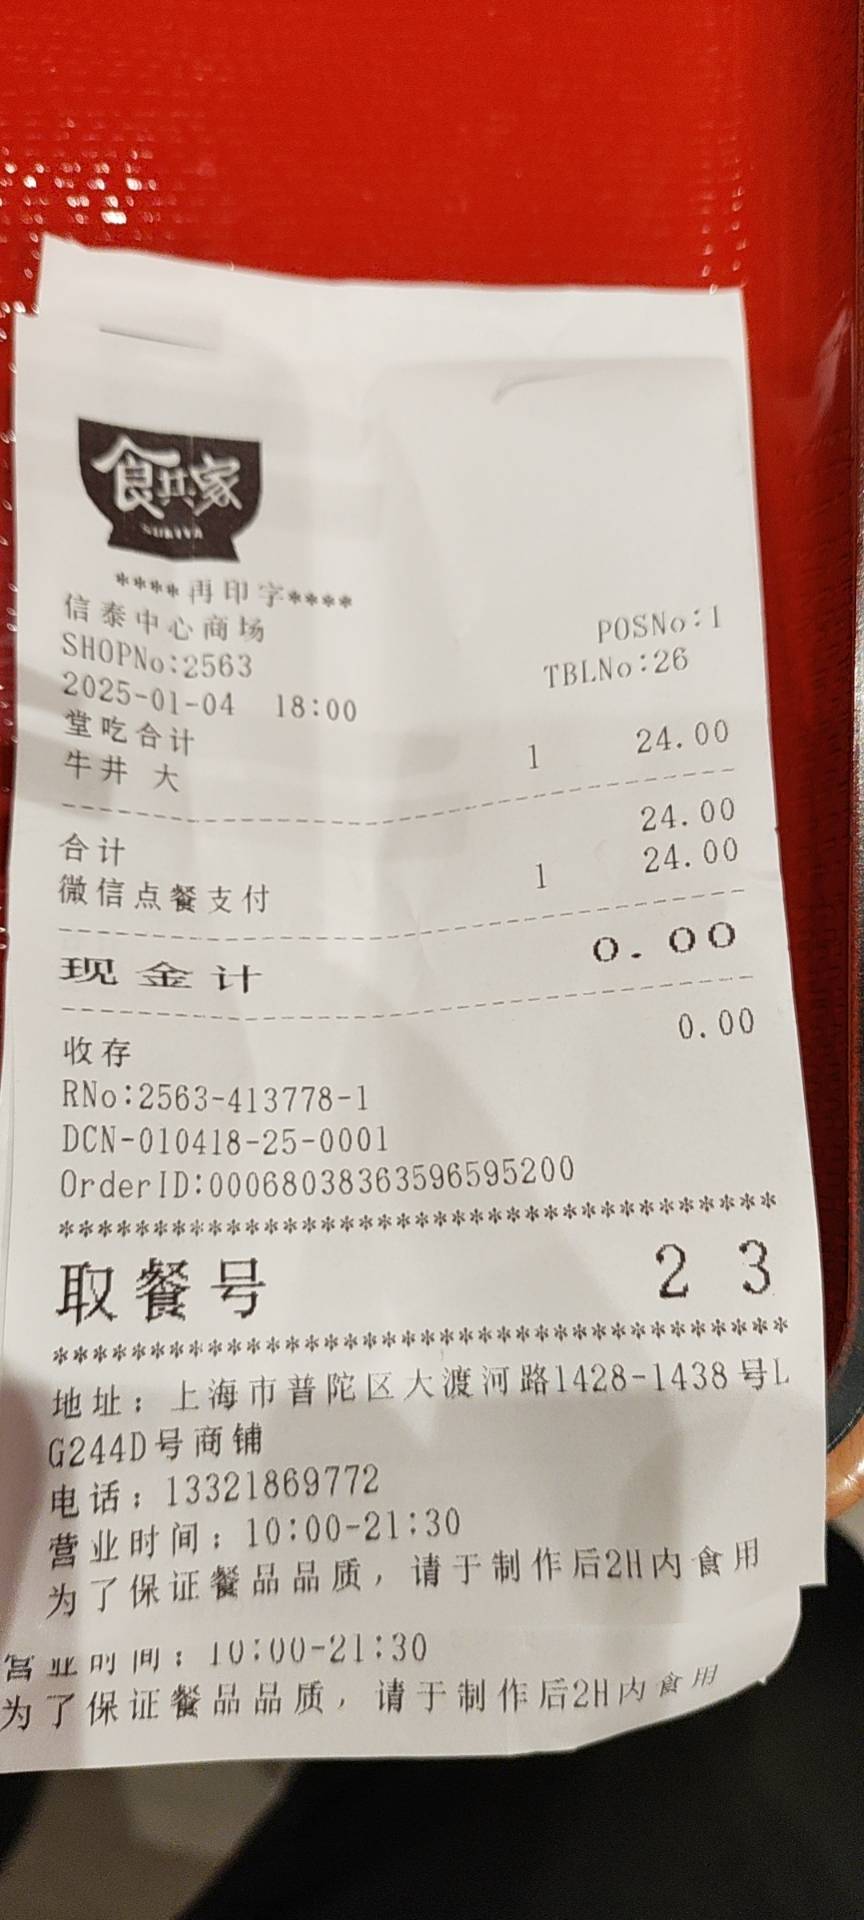 食其家
SUKIYA
****再印字****
信泰中心商场 POSNo:1
SHOPNo:2563 TBLNo:26
2025-01-04 18:00
堂吃合计
牛丼 大 1 24.00
合计 24.00
微信点餐支付 1 24.00
现金计 0.00
收存 0.00
RNo:2563-413778-1
DCN-010418-25-0001
OrderID:00068038363596595200
****************************************
取餐号 23
****************************************
地址:上海市普陀区大渡河路1428-1438号L
G244D号商铺
电话:13321869772
营业时间:10:00-21:30
为了保证餐品品质,请于制作后2H内食用
营业时间:10:00-21:30
为了保证餐品品质,请于制作后2H内食用